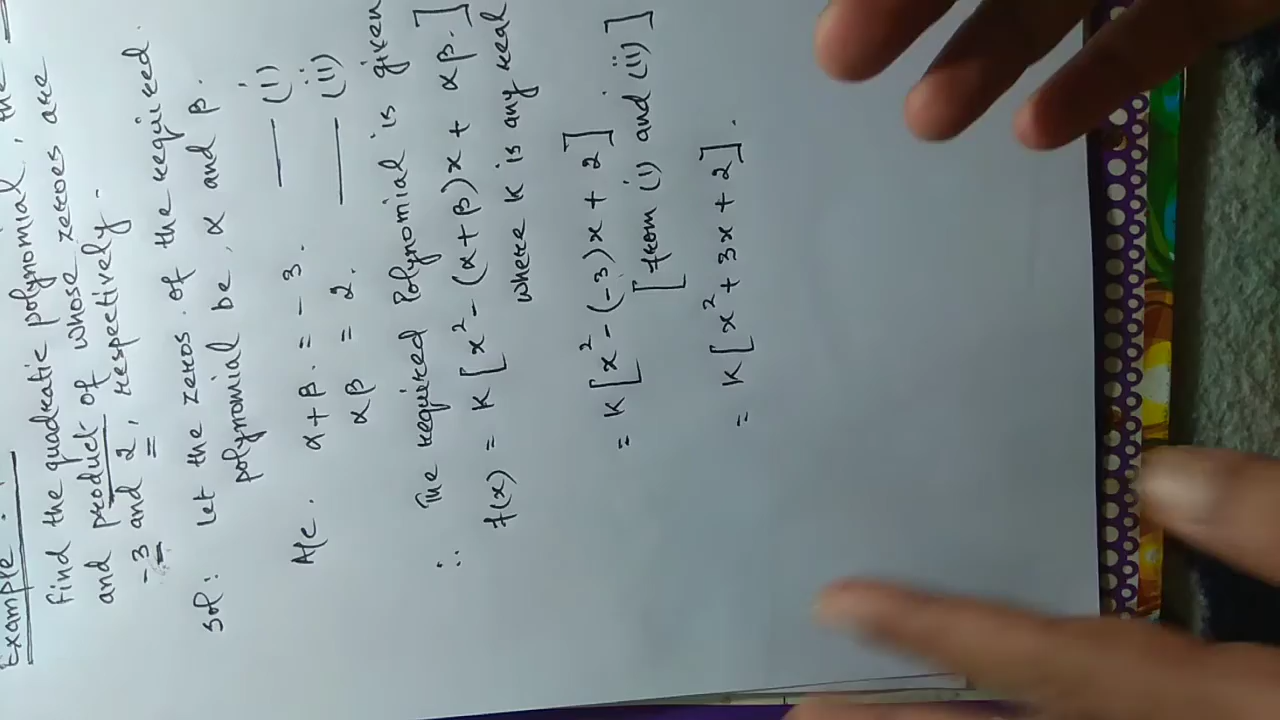 Example : 1
Find the quadratic polynomial, the
and product of whose zeroes are
-3 and 2, respectively.
Sol: Let the zeros of the required
polynomial be, α and β.
A/c. α+β. = -3. —— (i)
αβ = 2. —— (ii)
∴ The required Polynomial is given
f(x) = K[x² - (α+β)x + αβ.]
where K is any real
= K[x² - (-3)x + 2]
[from (i) and (ii)]
= K[x² + 3x + 2].